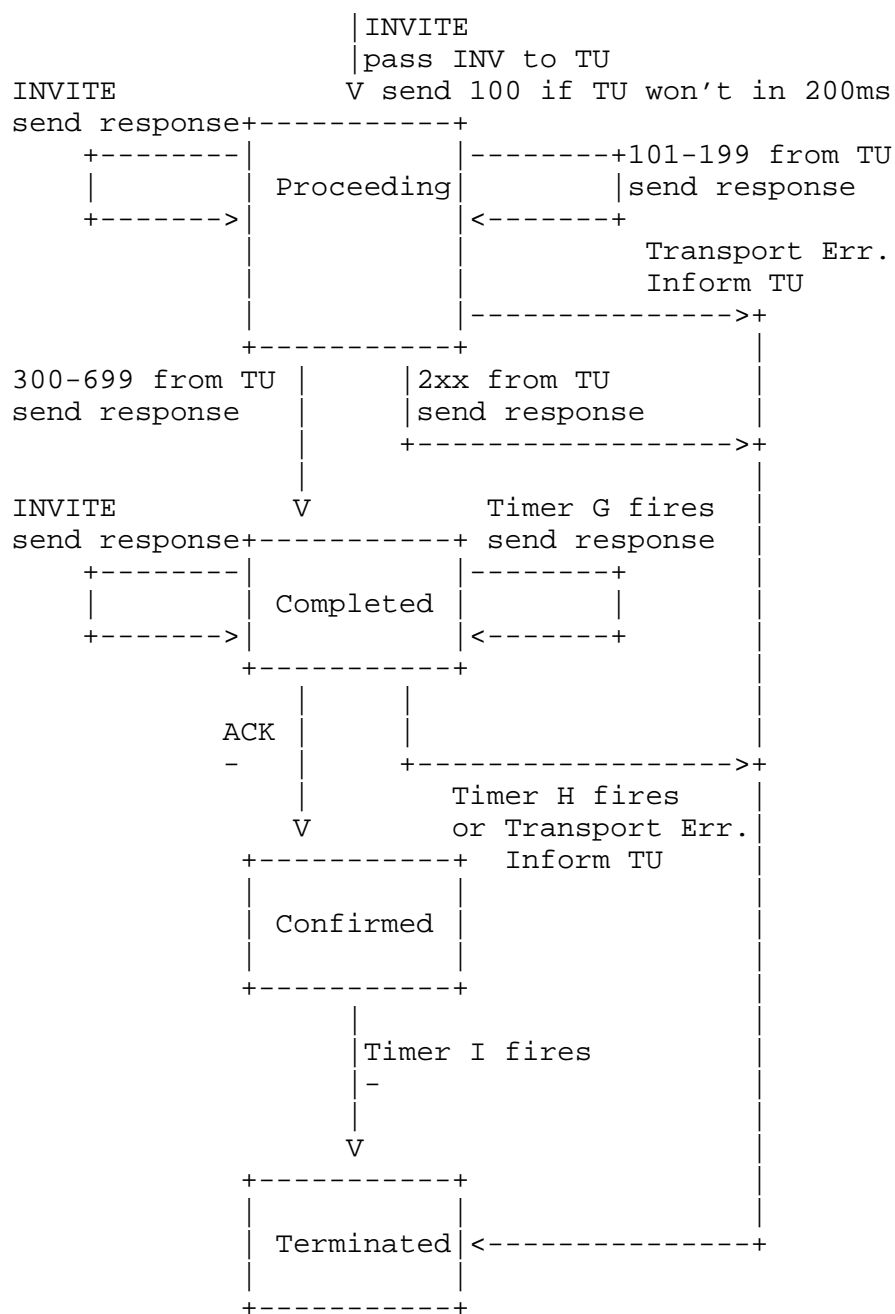 INVITE
pass INV to TU
INVITE V send 100 if TU won't in 200ms
send response
101-199 from TU
Proceeding send response
Transport Err.
Inform TU
300-699 from TU 2xx from TU
send response send response
INVITE V Timer G fires
send response send response
Completed
ACK
-
Timer H fires
V or Transport Err.
Inform TU
Confirmed
Timer I fires
-
V
Terminated